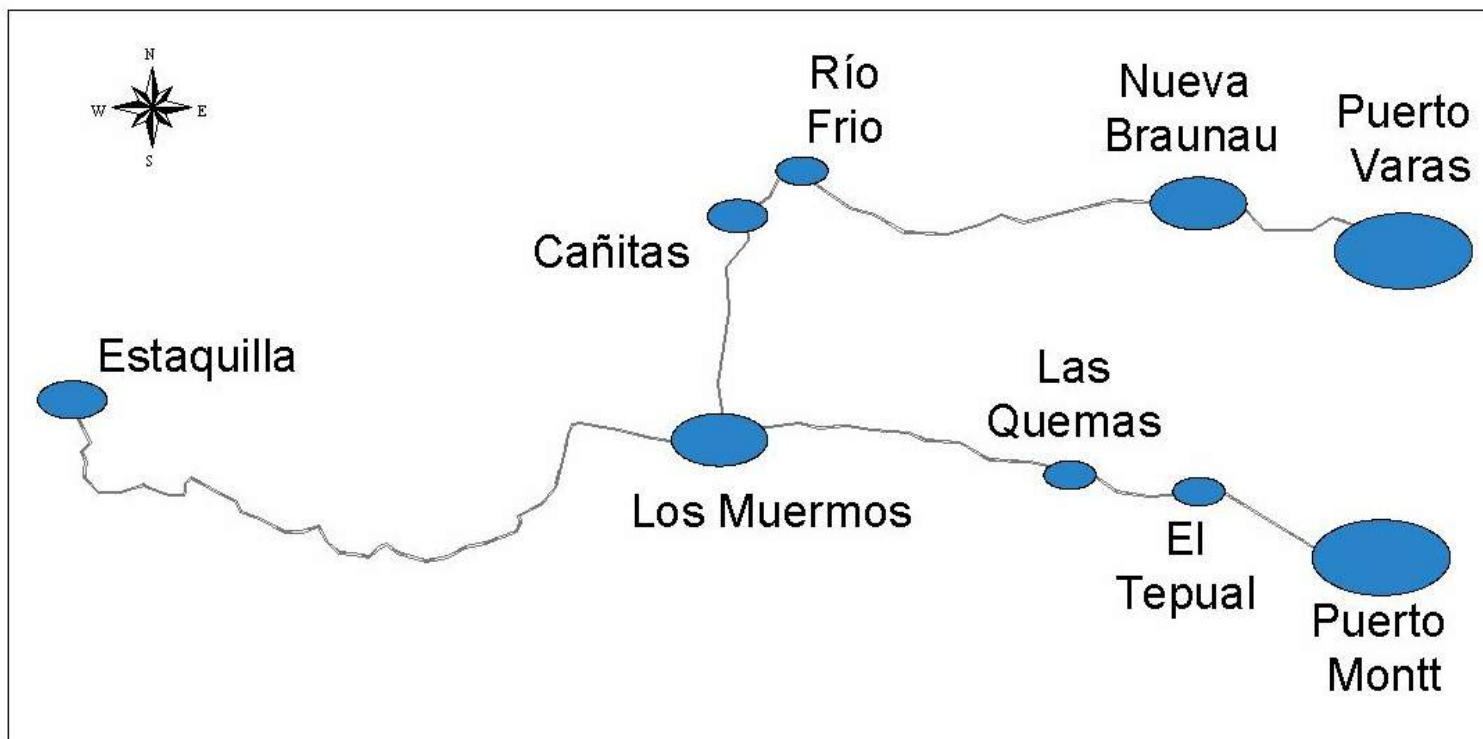 N
W
E
S
Río
Frio
Nueva
Braunau
Puerto
Varas
Cañitas
Estaquilla
Las
Quemas
Los Muermos
El
Tepual
Puerto
Montt